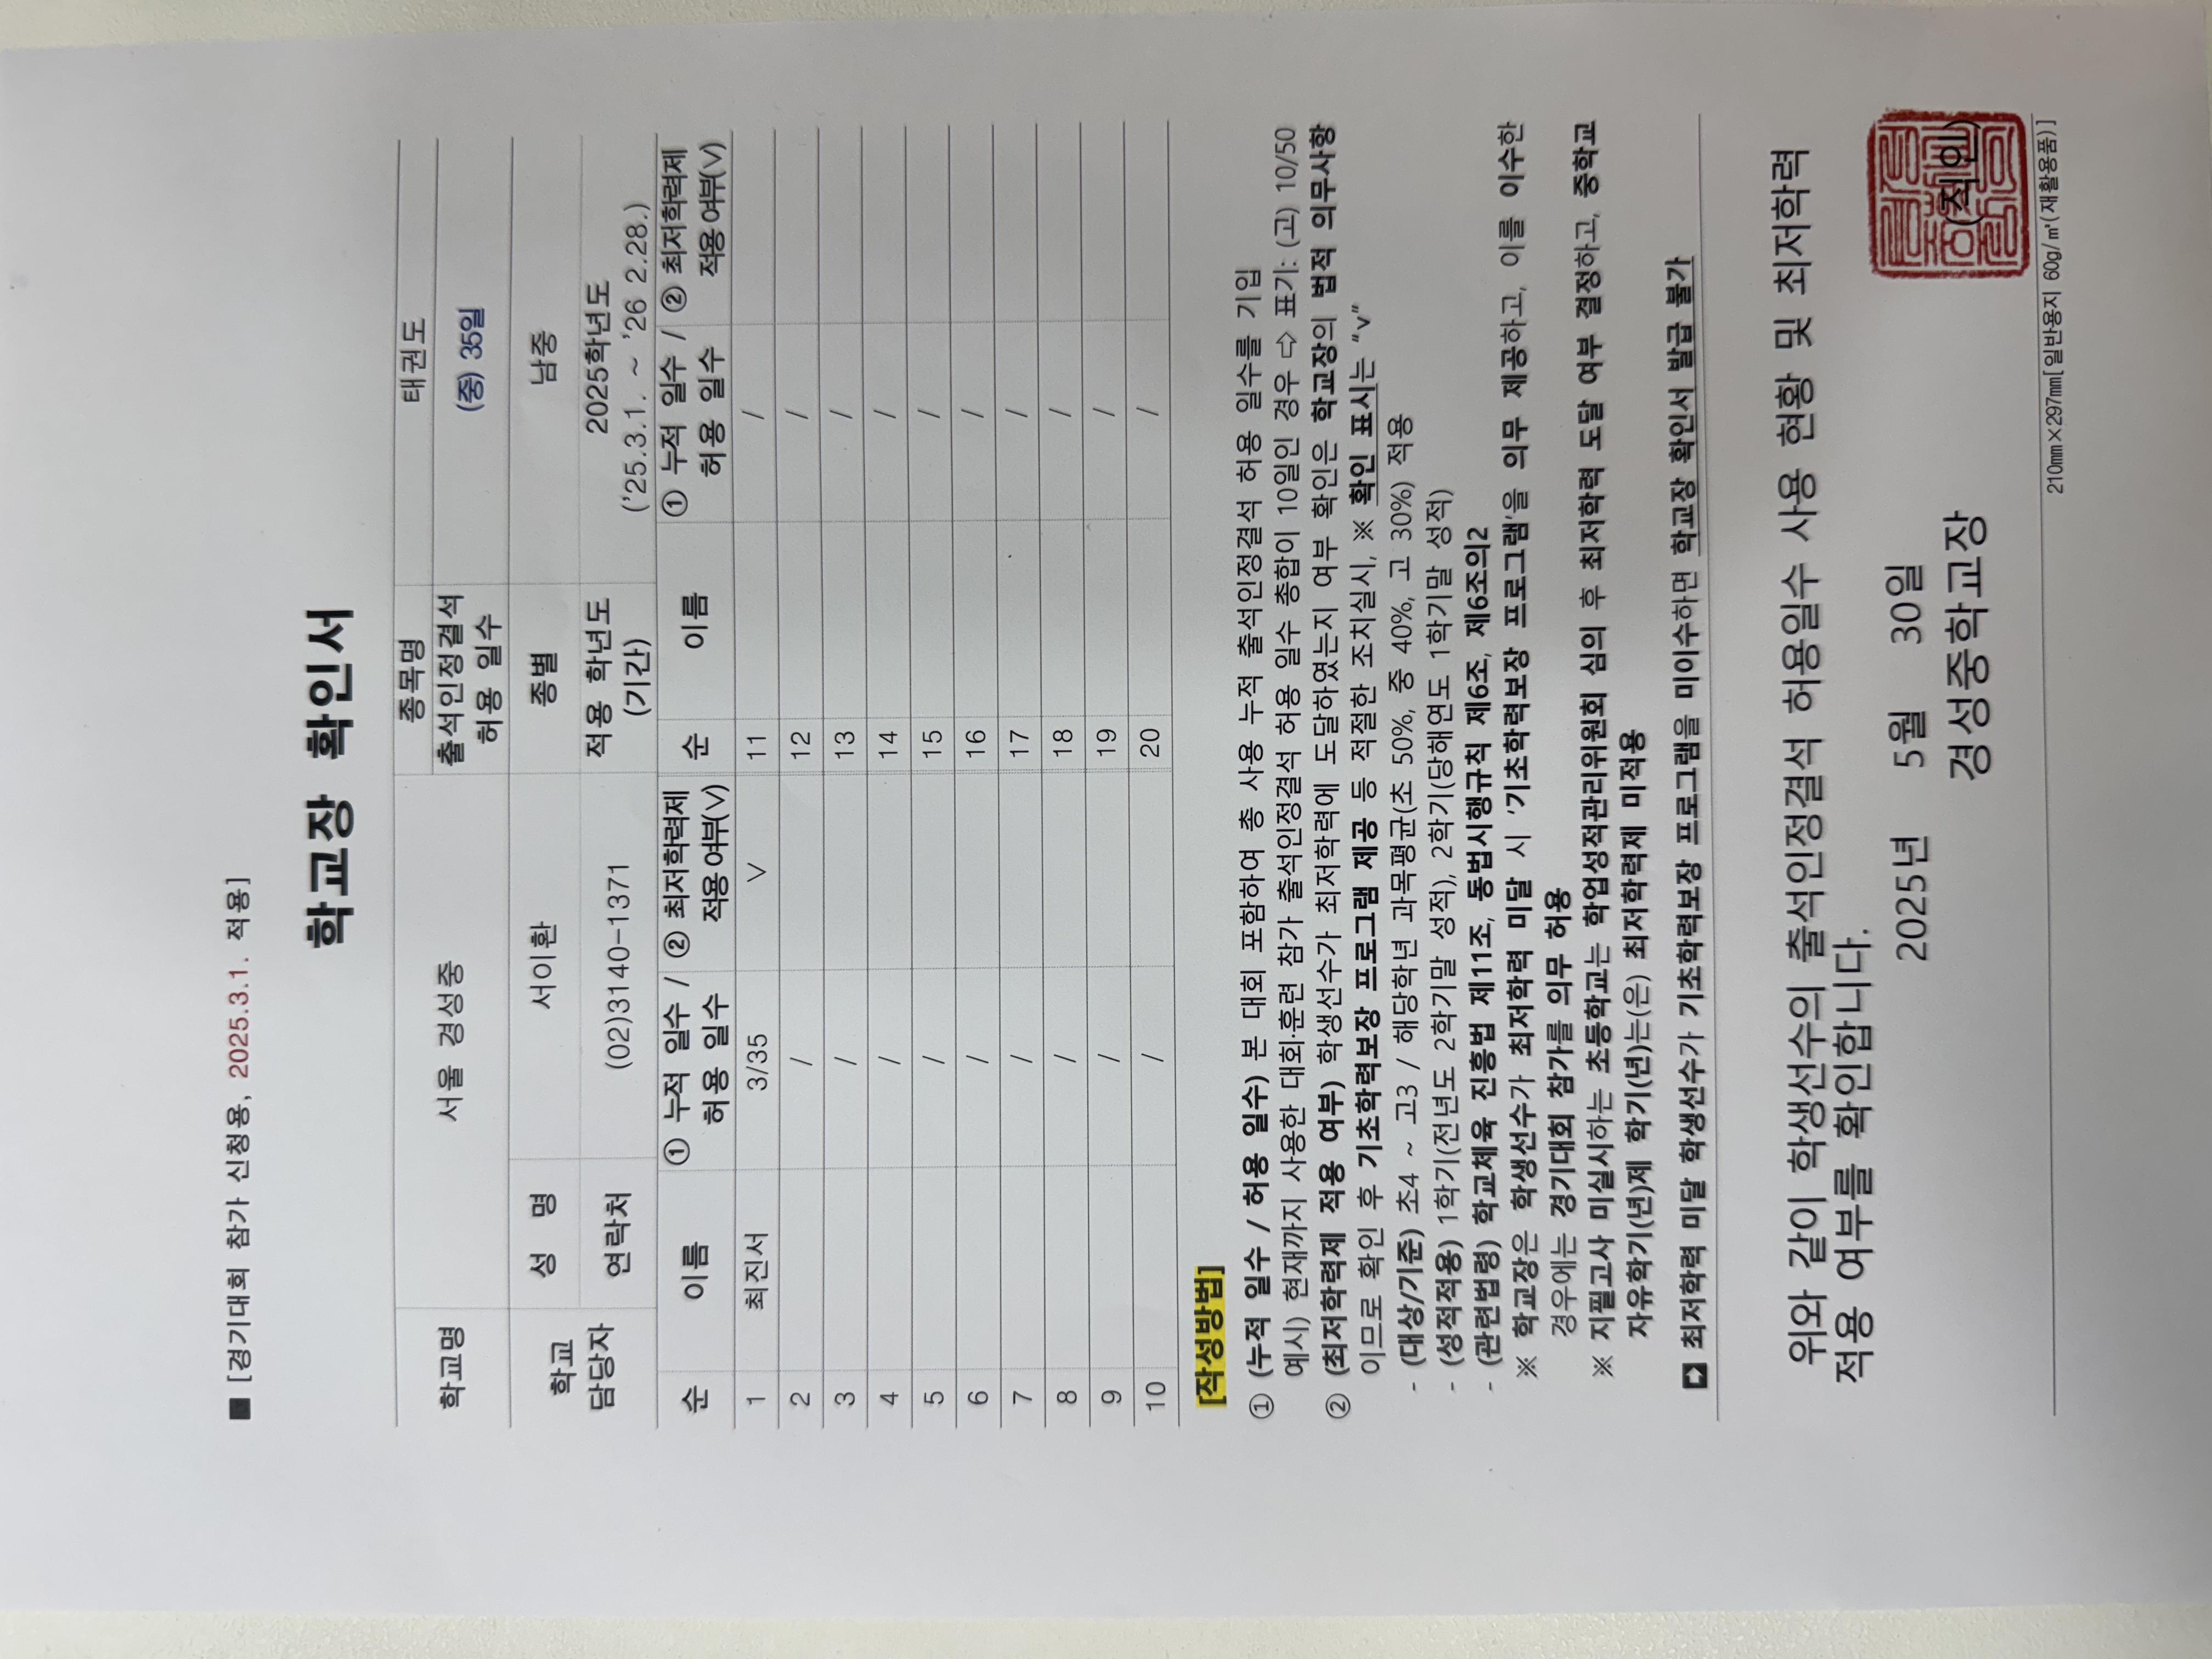 ■ [경기대회 참가 신청용, 2025.3.1. 적용]
학교장 확인서
학교명 서울 경성중 종목명 태권도
출석인정결석 허용 일수 (중) 35일
학교 담당자 성 명 서이환 종별 남중
연락처 (02)3140-1371 적용 학년도 (기간) 2025학년도 ('25.3.1. ~ '26 2.28.)
순 이름 ① 누적 일수 / 허용 일수 ② 최저학력제 적용여부(V) 순 이름 ① 누적 일수 / 허용 일수 ② 최저학력제 적용여부(V)
1 최진서 3/35 V 11 /
2 / 12 /
3 / 13 /
4 / 14 /
5 / 15 /
6 / 16 /
7 / 17 /
8 / 18 /
9 / 19 /
10 / 20 /
[작성방법]
① (누적 일수 / 허용 일수) 본 대회 포함하여 총 사용 누적 출석인정결석 허용 일수를 기입
예시) 현재까지 사용한 대회·훈련 참가 출석인정결석 허용 일수 총합이 10일인 경우 ⇨ 표기: (고) 10/50
② (최저학력제 적용 여부) 학생선수가 최저학력에 도달하였는지 여부 확인은 학교장의 법적 의무사항
이므로 확인 후 기초학력보장 프로그램 제공 등 적절한 조치실시, ※ 확인 표시는 “v”
- (대상/기준) 초4 ~ 고3 / 해당학년 과목평균(초 50%, 중 40%, 고 30%) 적용
- (성적적용) 1학기(전년도 2학기말 성적), 2학기(당해연도 1학기말 성적)
- (관련법령) 학교체육 진흥법 제11조, 동법시행규칙 제6조, 제6조의2
※ 학교장은 학생선수가 최저학력 미달 시 ‘기초학력보장 프로그램’을 의무 제공하고, 이를 이수한
경우에는 경기대회 참가를 의무 허용
※ 지필고사 미실시하는 초등학교는 학업성적관리위원회 심의 후 최저학력 도달 여부 결정하고, 중학교
자유학기(년)제 학기(년)는(은) 최저학력제 미적용
최저학력 미달 학생선수가 기초학력보장 프로그램을 미이수하면 학교장 확인서 발급 불가
위와 같이 학생선수의 출석인정결석 허용일수 사용 현황 및 최저학력
적용 여부를 확인합니다.
2025년 5월 30일
경성중학교장 (직인)
210mm×297mm[일반용지 60g/㎡(재활용품)]